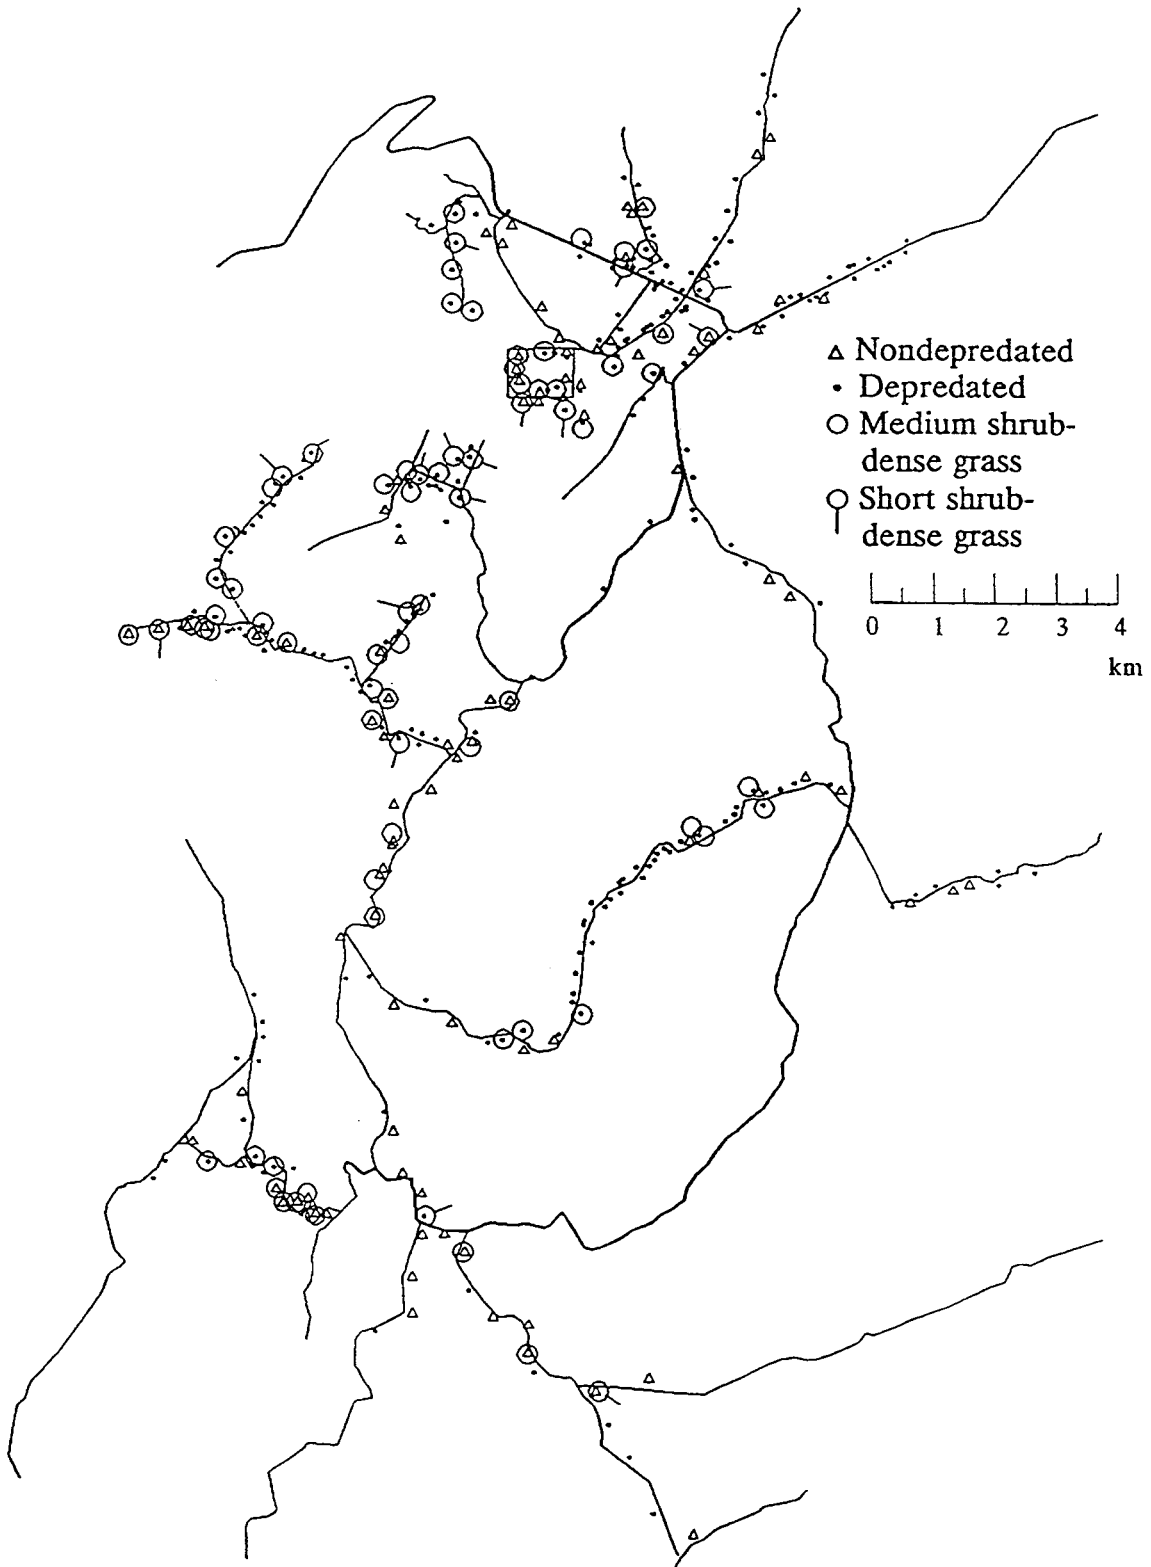 Nondepredated
Depredated
Medium shrub-
dense grass
Short shrub-
dense grass
0 1 2 3 4
km